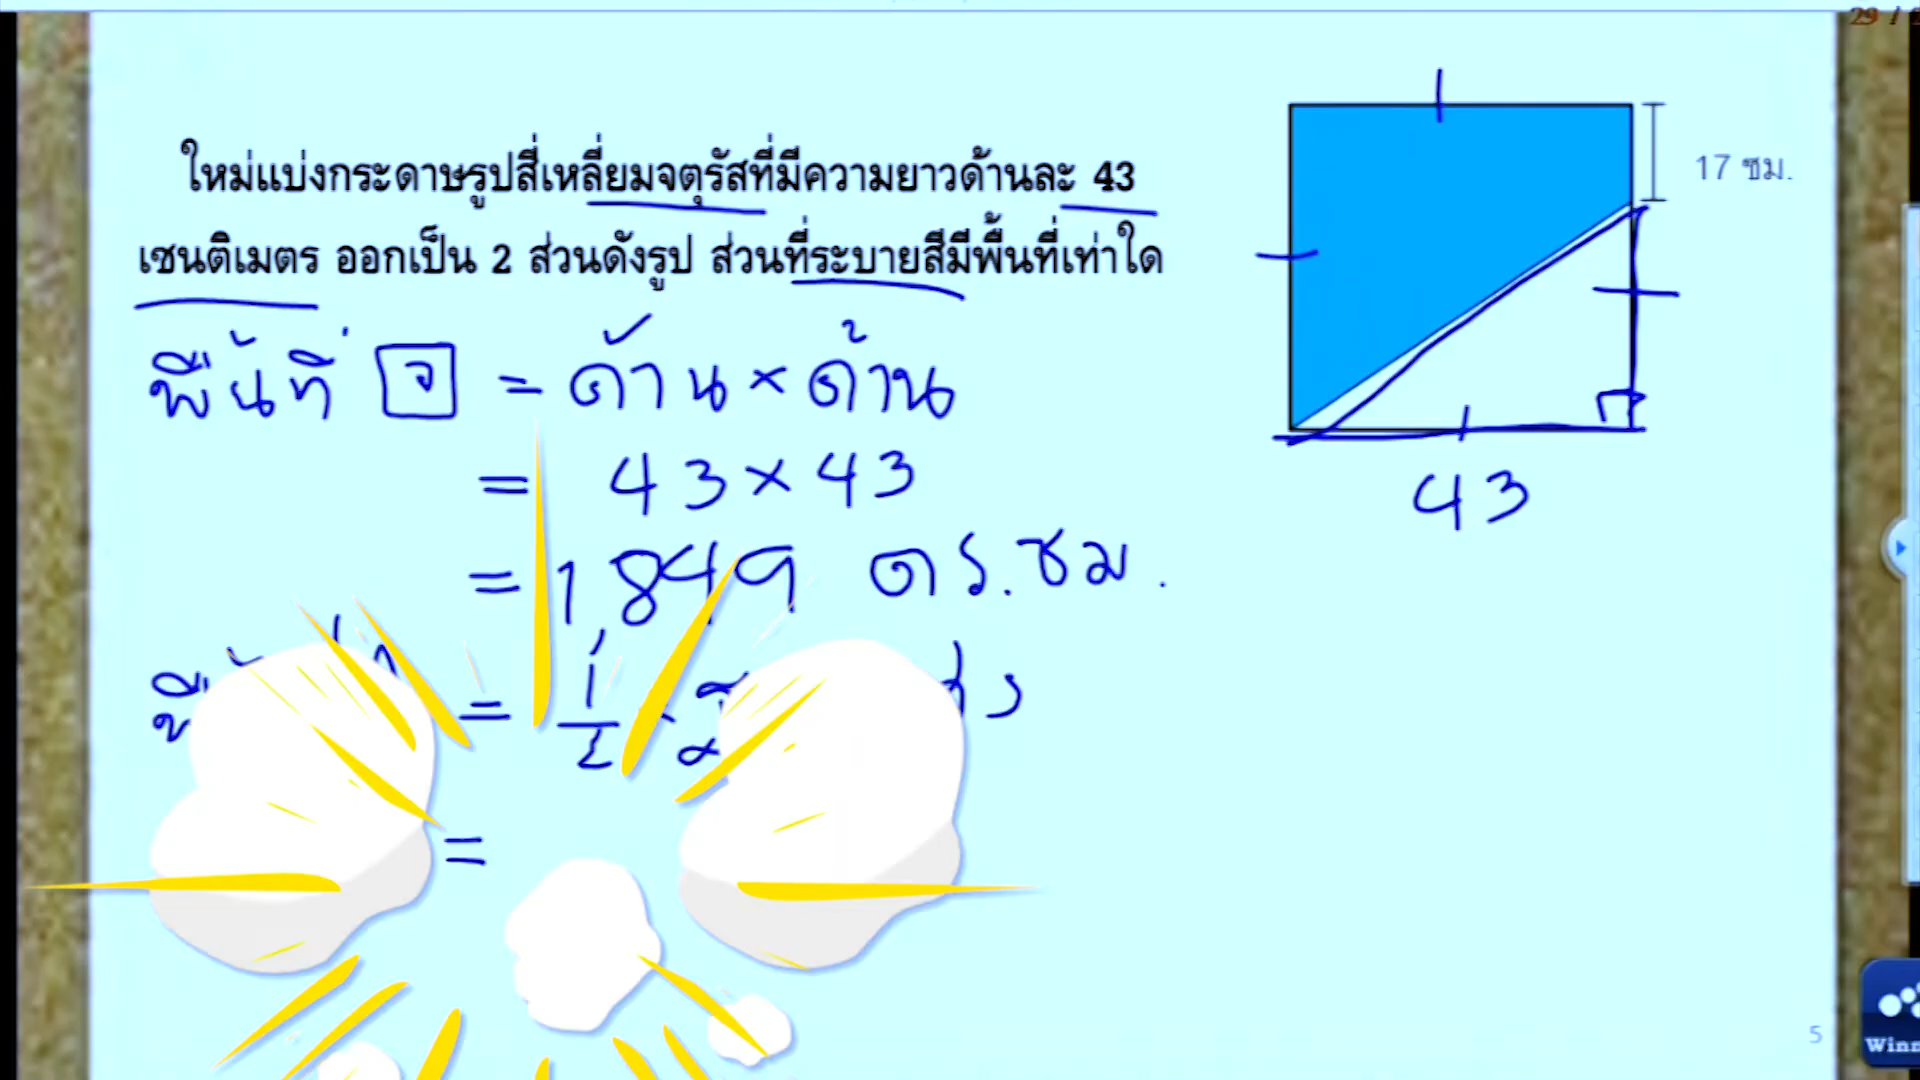 29 /
17 ซม.
ใหม่แบ่งกระดาษรูปสี่เหลี่ยมจตุรัสที่มีความยาวด้านละ 43
เซนติเมตร ออกเป็น 2 ส่วนดังรูป ส่วนที่ระบายสีมีพื้นที่เท่าใด
พื้นที่ จ = ด้าน × ด้าน
= 43 × 43
43
= 1849 ตร.ซม.
= 1/2 ×
=
5